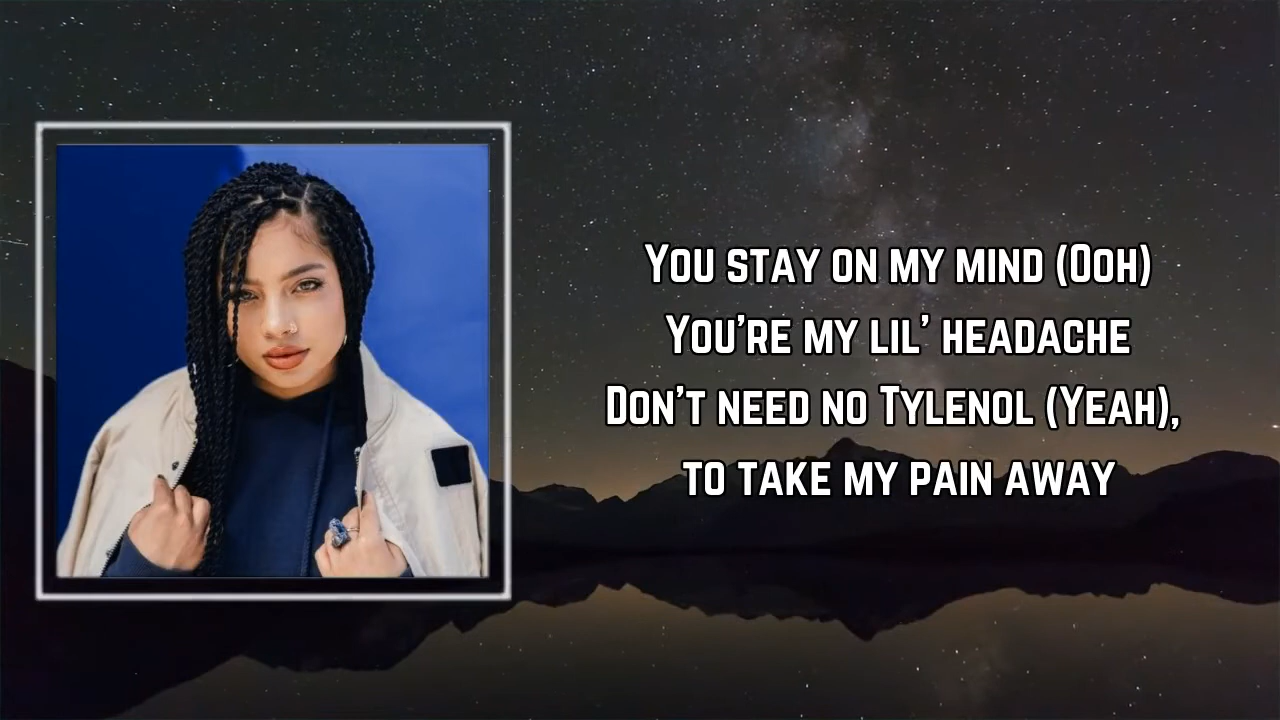 You stay on my mind (Ooh)
You're my lil' headache
Don't need no Tylenol (Yeah),
to take my pain away